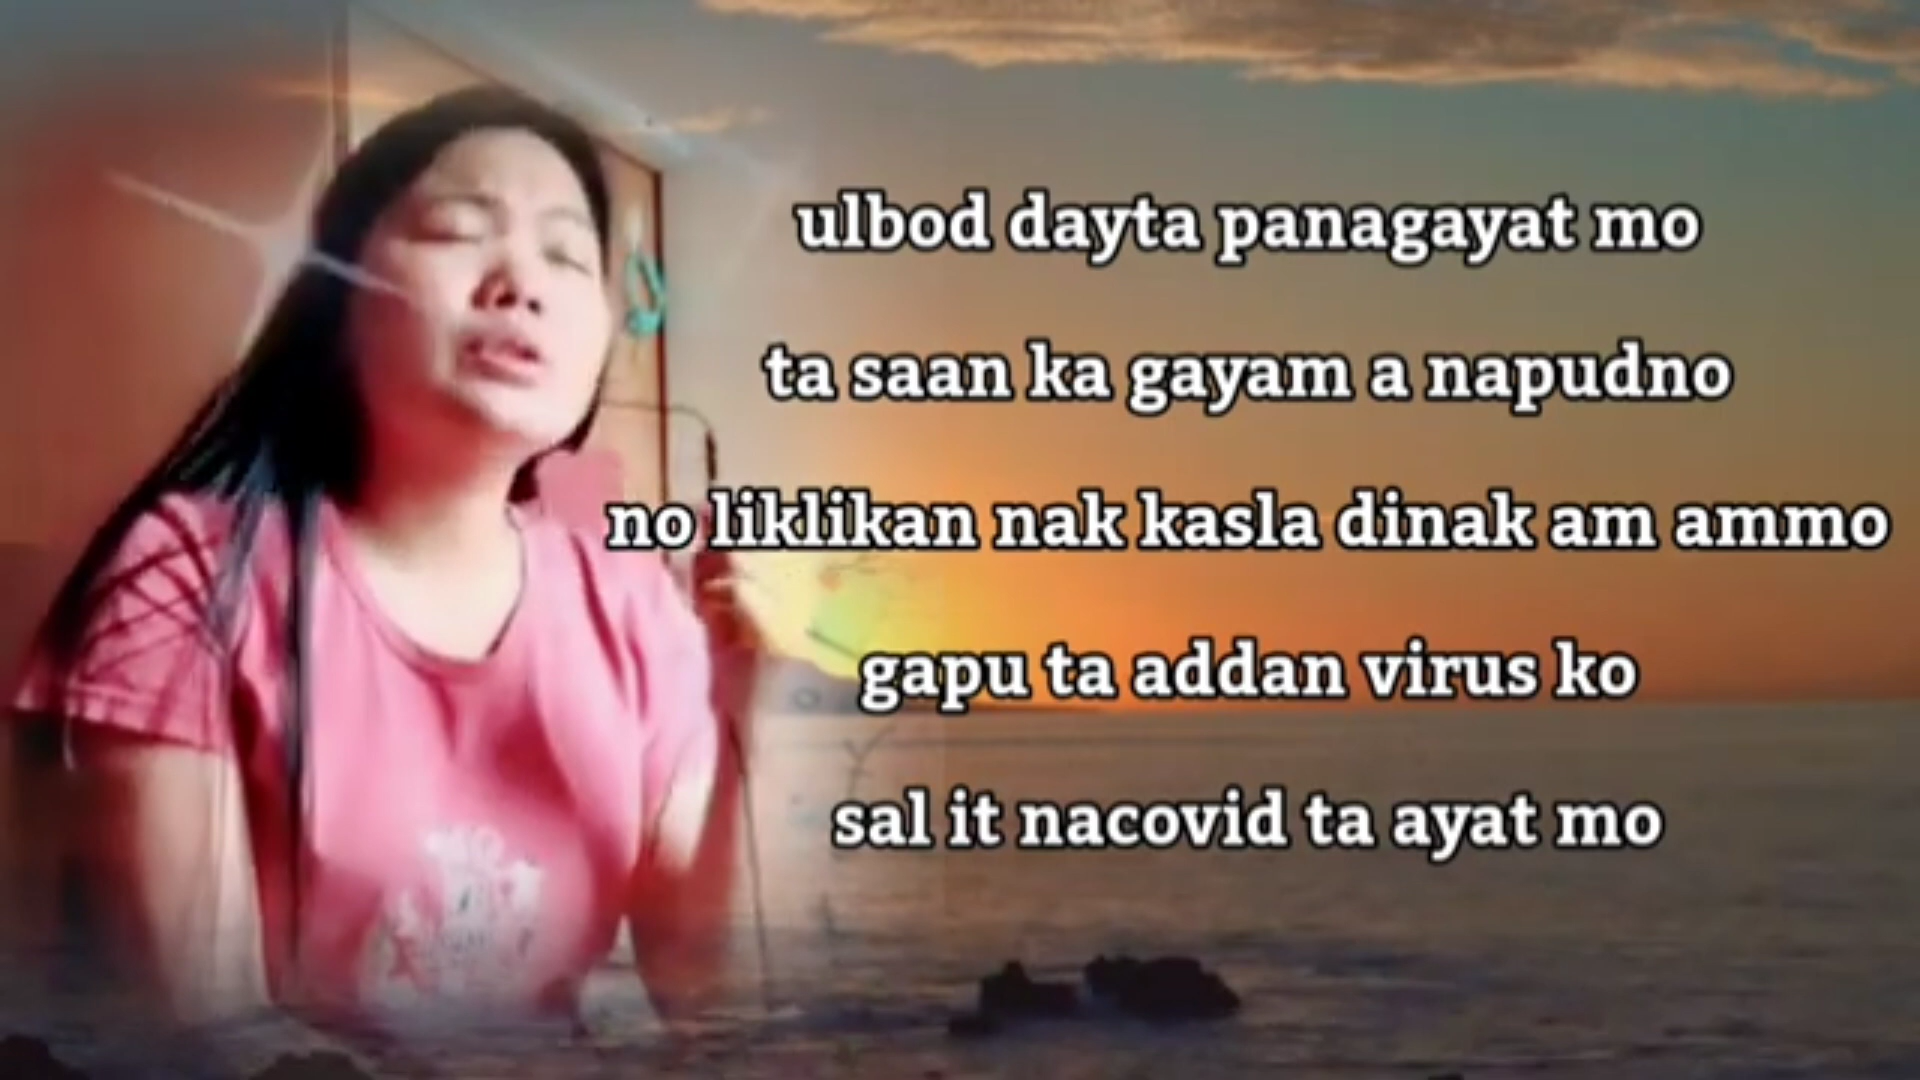 ulbod dayta panagayat mo
ta saan ka gayam a napudno
no liklikan nak kasla dinak am ammo
gapu ta addan virus ko
sal it nacovid ta ayat mo